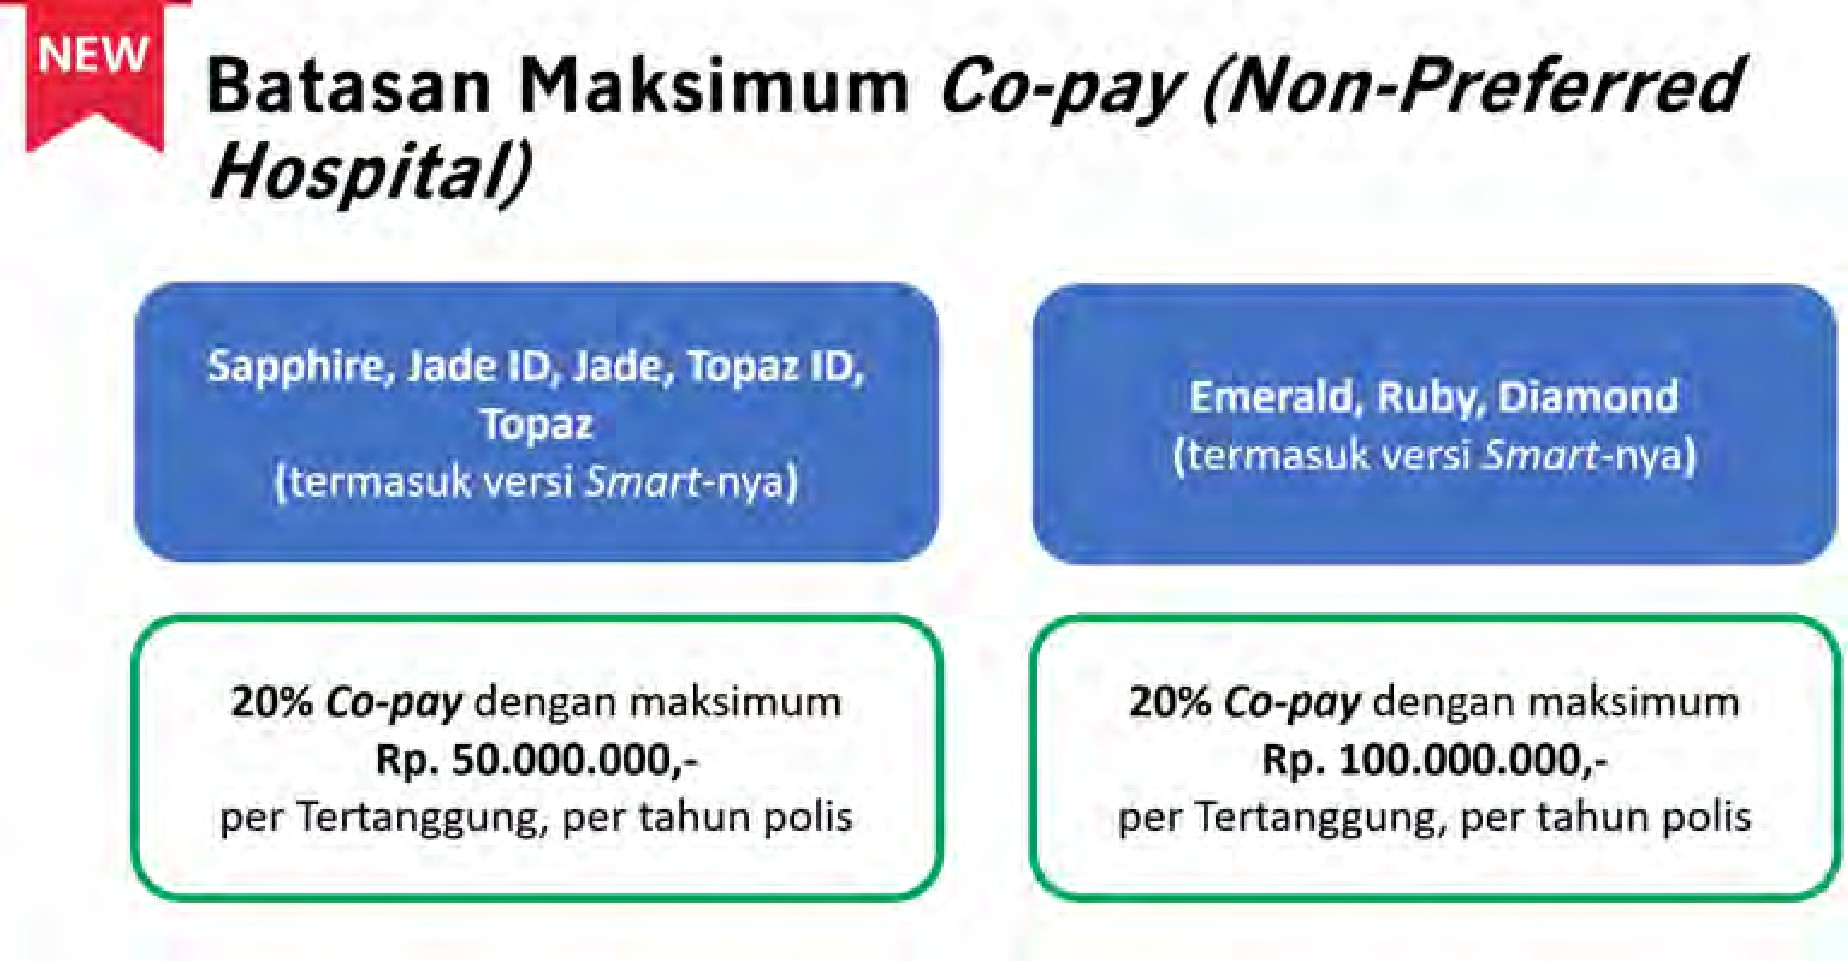 NEW
Batasan Maksimum Co-pay (Non-Preferred
Hospital)
Sapphire, Jade ID, Jade, Topaz ID,
Topaz
(termasuk versi Smart-nya)
Emerald, Ruby, Diamond
(termasuk versi Smart-nya)
20% Co-pay dengan maksimum
Rp. 50.000.000,-
per Tertanggung, per tahun polis
20% Co-pay dengan maksimum
Rp. 100.000.000,-
per Tertanggung, per tahun polis